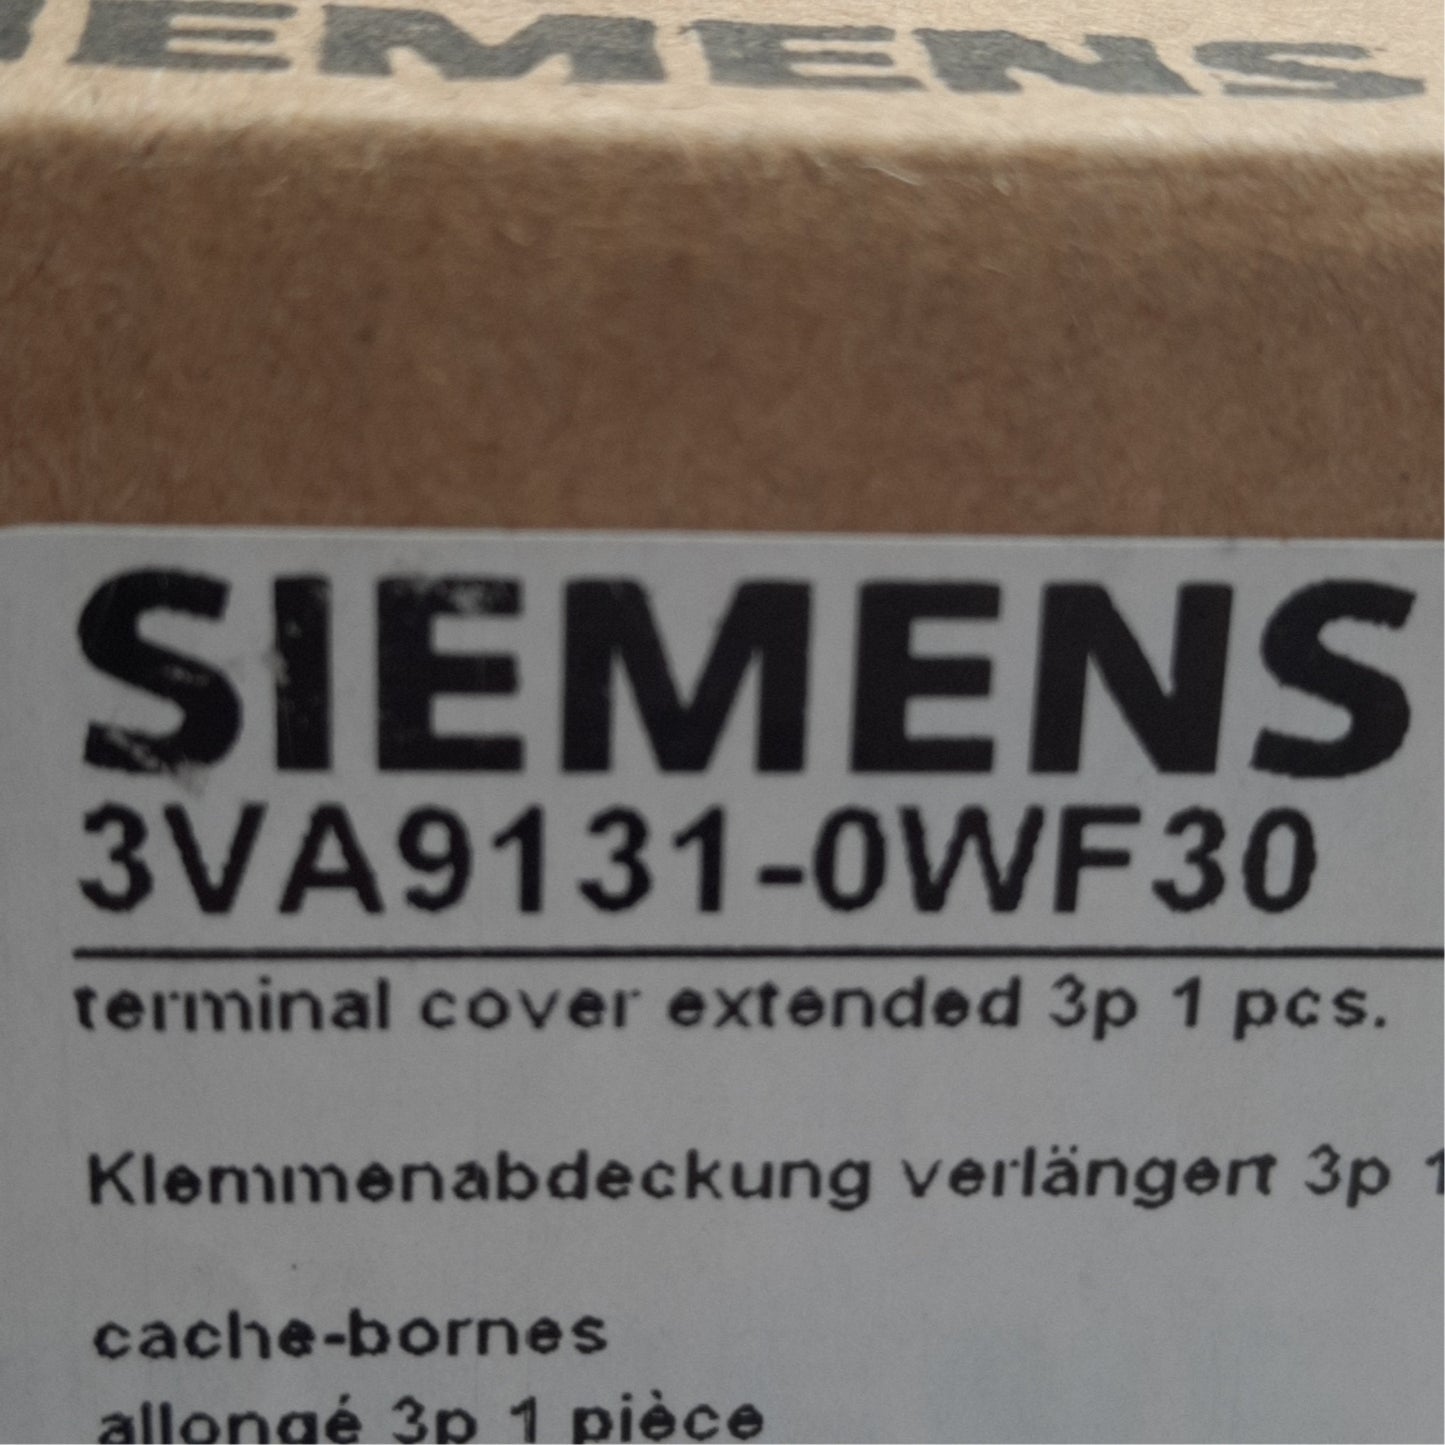 SIEMENS
SIEMENS
3VA9131-0WF30
terminal cover extended 3p 1 pcs.
Klemmenabdeckung verlängert 3p 1
cache-bornes
allongé 3p 1 pièce